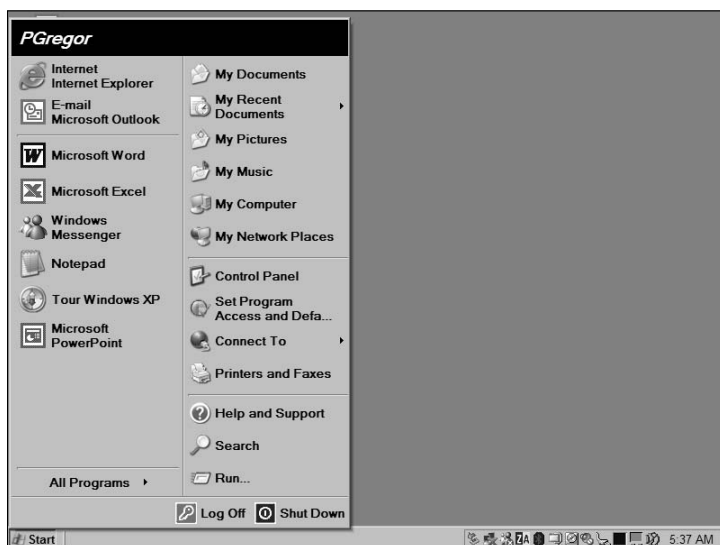 PGregor
Internet
Internet Explorer
E-mail
Microsoft Outlook
Microsoft Word
Microsoft Excel
Windows
Messenger
Notepad
Tour Windows XP
Microsoft
PowerPoint
All Programs
My Documents
My Recent
Documents
My Pictures
My Music
My Computer
My Network Places
Control Panel
Set Program
Access and Defa...
Connect To
Printers and Faxes
Help and Support
Search
Run...
Log Off
Shut Down
Start
5:37 AM